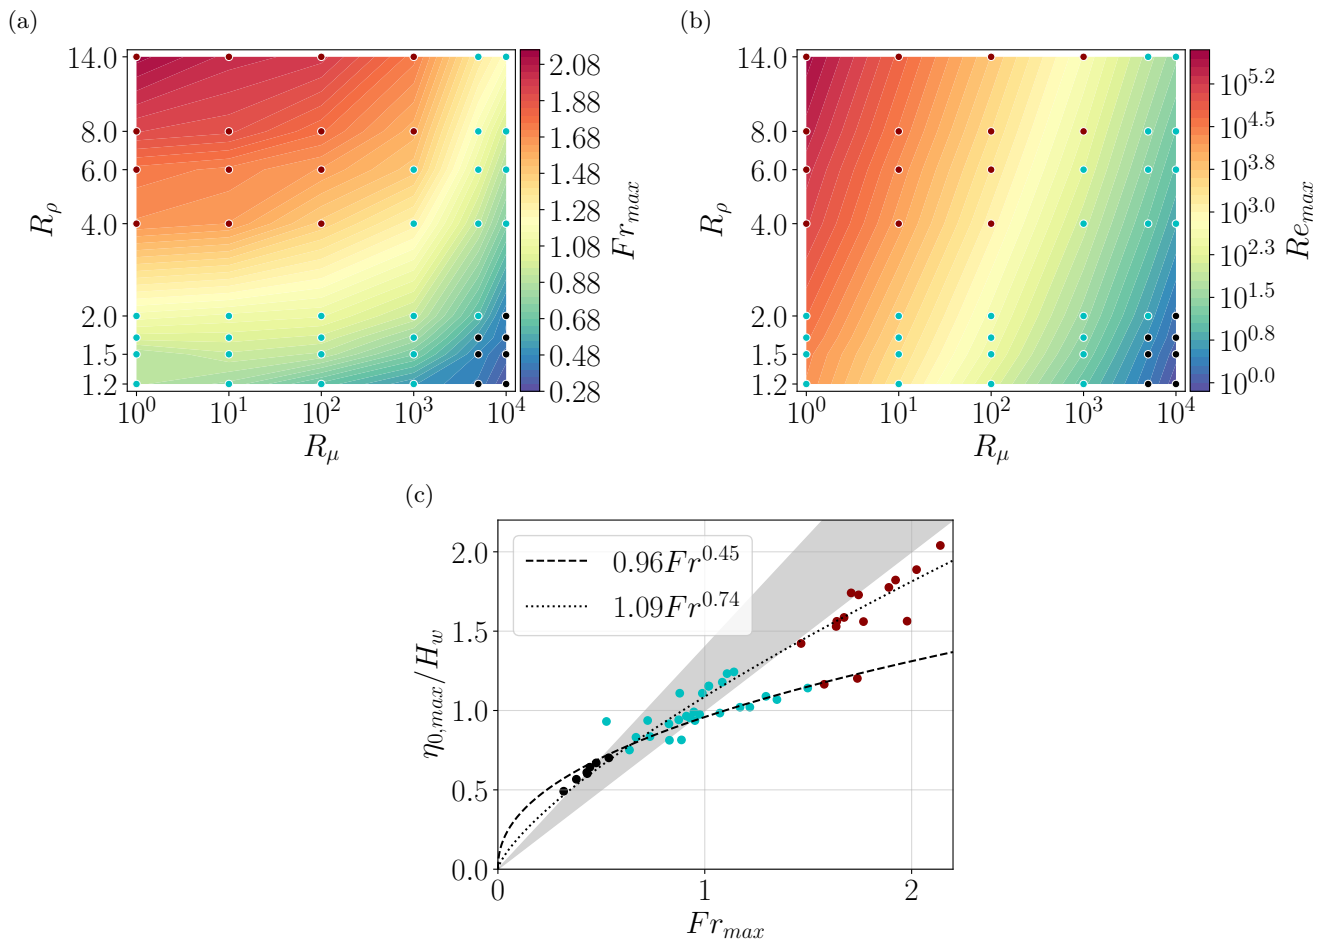 (a)
14.0
8.0
6.0
4.0
2.0
1.5
1.2
R_ρ
10^0 10^1 10^2 10^3 10^4
R_μ
2.08
1.88
1.68
1.48
1.28
1.08
0.88
0.68
0.48
0.28
Fr_max
(b)
14.0
8.0
6.0
4.0
2.0
1.5
1.2
R_ρ
10^0 10^1 10^2 10^3 10^4
R_μ
10^5.2
10^4.5
10^3.8
10^3.0
10^2.3
10^1.5
10^0.8
10^0.0
Re_max
(c)
2.0
1.5
1.0
0.5
0.0
η_0,max/H_w
0.96Fr^0.45
1.09Fr^0.74
0 1 2
Fr_max